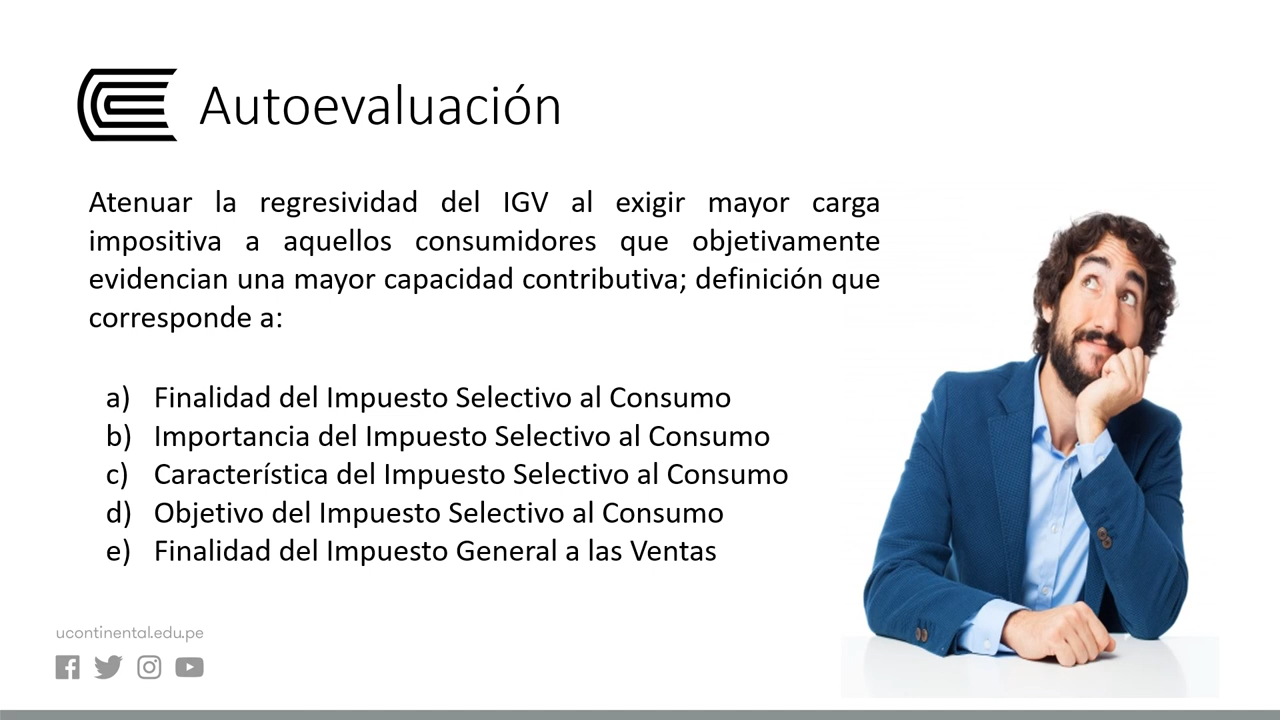 Autoevaluación
Atenuar la regresividad del IGV al exigir mayor carga
impositiva a aquellos consumidores que objetivamente
evidencian una mayor capacidad contributiva; definición que
corresponde a:
a) Finalidad del Impuesto Selectivo al Consumo
b) Importancia del Impuesto Selectivo al Consumo
c) Característica del Impuesto Selectivo al Consumo
d) Objetivo del Impuesto Selectivo al Consumo
e) Finalidad del Impuesto General a las Ventas
ucontinental.edu.pe